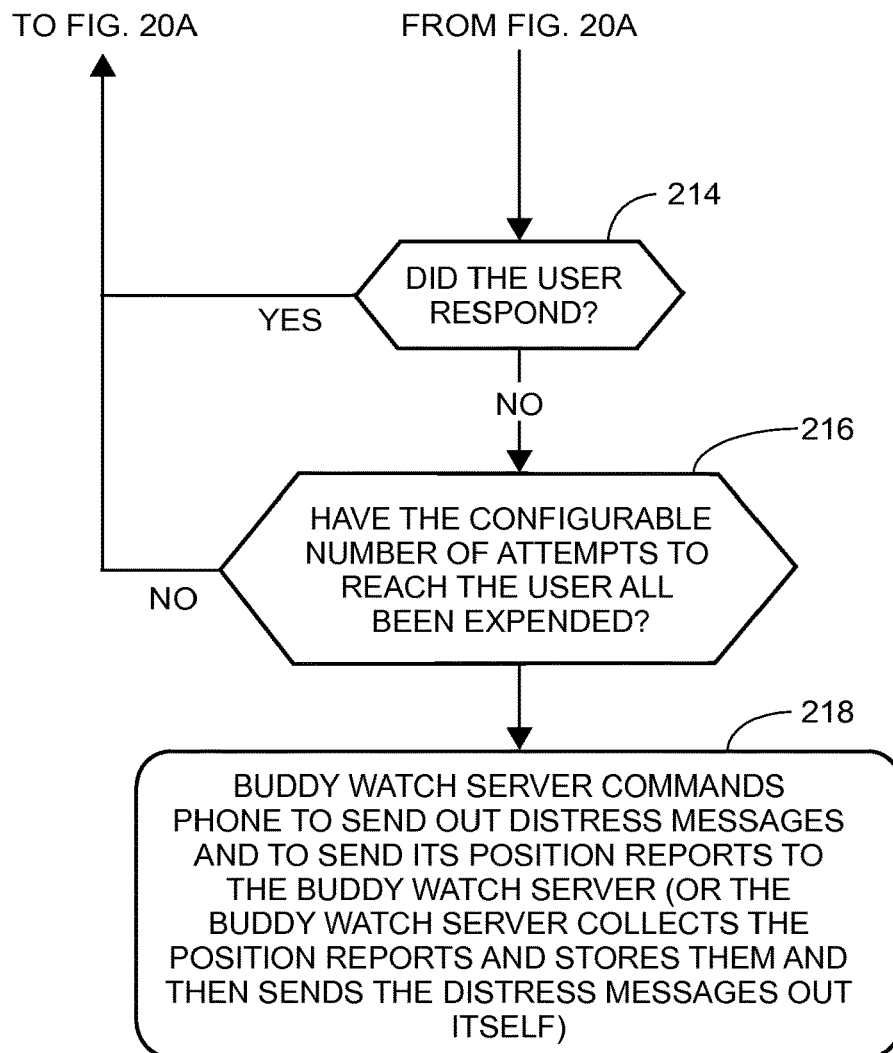 TO FIG. 20A
FROM FIG. 20A
214
DID THE USER
RESPOND?
YES
NO
216
HAVE THE CONFIGURABLE
NUMBER OF ATTEMPTS TO
REACH THE USER ALL
BEEN EXPENDED?
NO
218
BUDDY WATCH SERVER COMMANDS
PHONE TO SEND OUT DISTRESS MESSAGES
AND TO SEND ITS POSITION REPORTS TO
THE BUDDY WATCH SERVER (OR THE
BUDDY WATCH SERVER COLLECTS THE
POSITION REPORTS AND STORES THEM AND
THEN SENDS THE DISTRESS MESSAGES OUT
ITSELF)